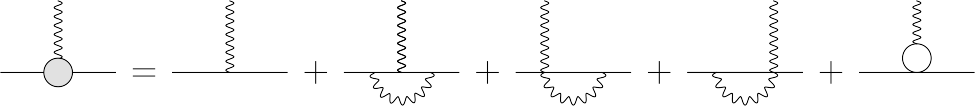 = + + + +